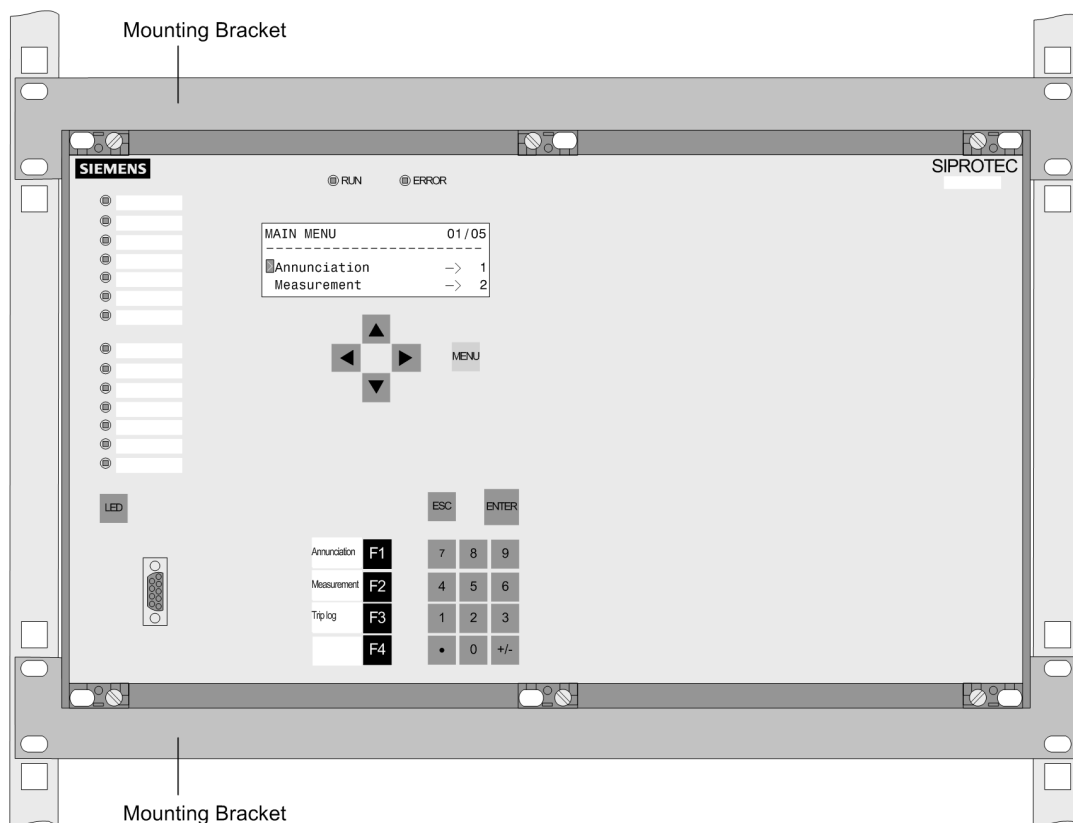 Mounting Bracket
SIEMENS
SIPROTEC
RUN ERROR
MAIN MENU 01/05
---------------------
>Annunciation —> 1
Measurement —> 2
MENU
LED
ESC ENTER
Annunciation F1 7 8 9
Measurement F2 4 5 6
Trip log F3 1 2 3
F4 • 0 +/-
Mounting Bracket